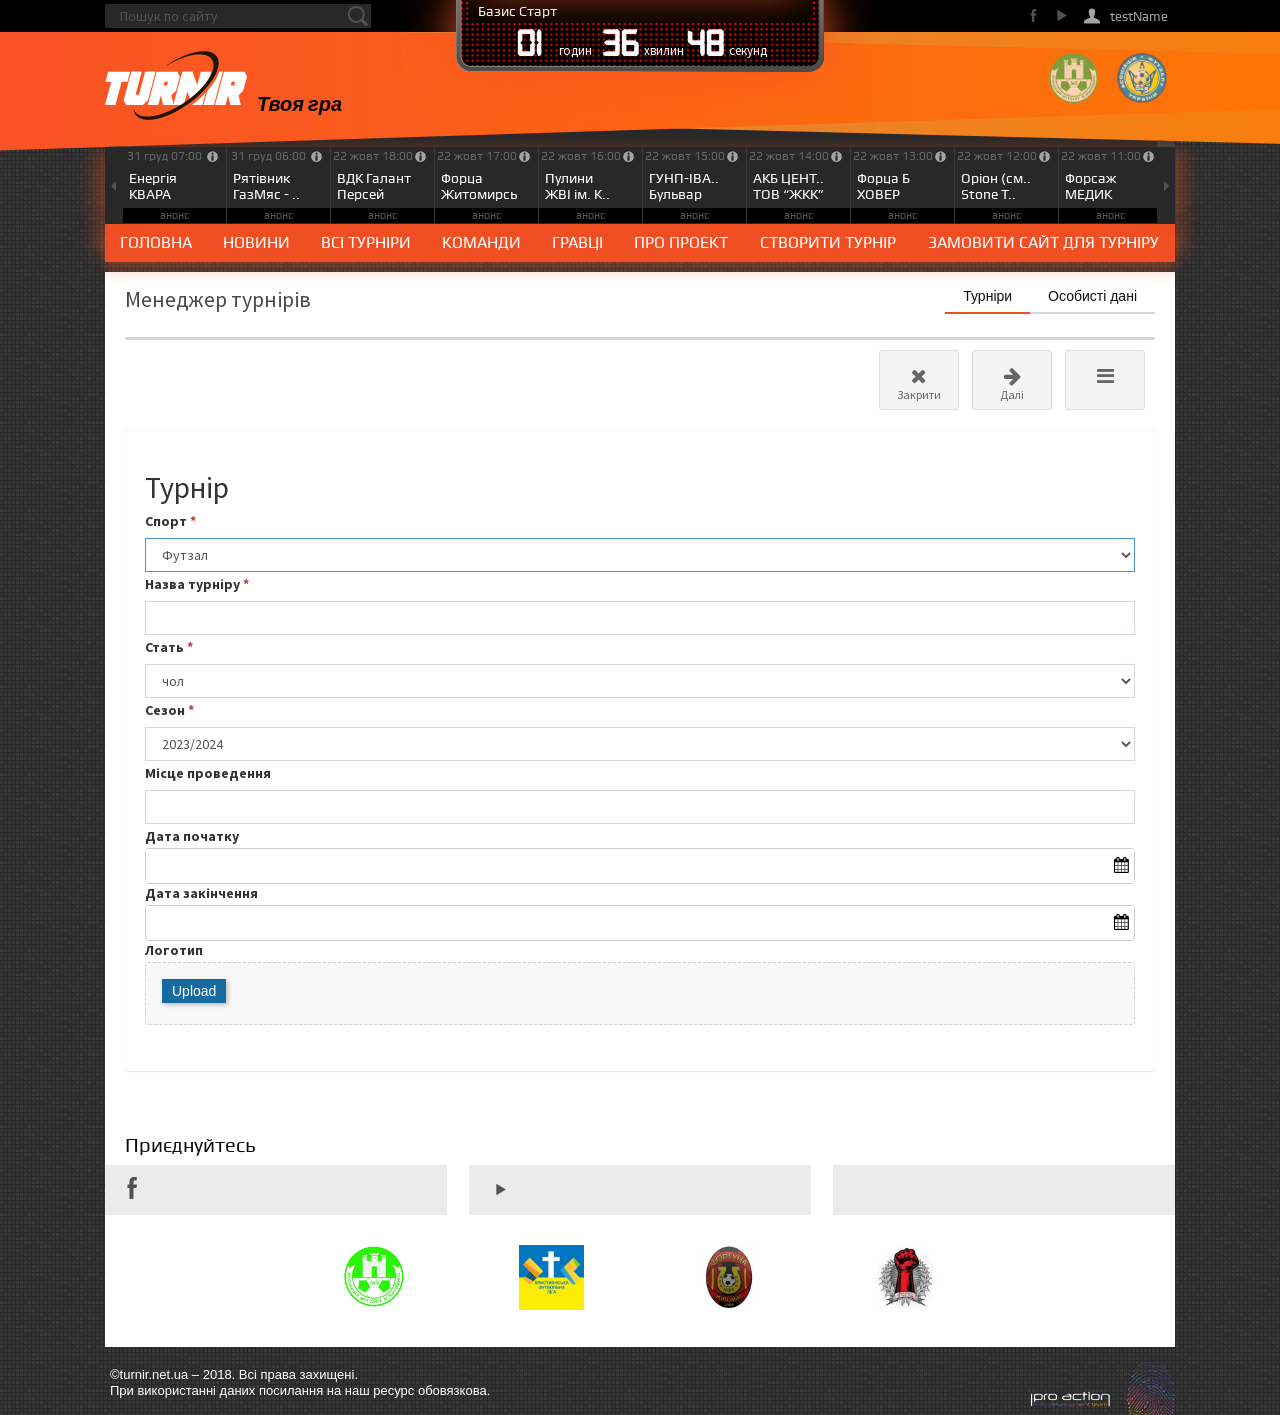 Пошук по сайту
Базис Старт
01 годин 36 хвилин 48 секунд
testName
TURNIR
Твоя гра
31 груд 07:00 31 груд 06:00 22 жовт 18:00 22 жовт 17:00 22 жовт 16:00 22 жовт 15:00 22 жовт 14:00 22 жовт 13:00 22 жовт 12:00 22 жовт 11:00
Енергія Рятівник ВДК Галант Форца Пулини ГУНП-ІВА.. АКБ ЦЕНТ.. Форца Б Оріон (см.. Форсаж
КВАРА ГазМяс - .. Персей Житомирсь ЖВІ ім. К.. Бульвар ТОВ “ЖКК” ХОВЕР Stone T.. МЕДИК
анонс анонс анонс анонс анонс анонс анонс анонс анонс анонс
ГОЛОВНА НОВИНИ ВСІ ТУРНІРИ КОМАНДИ ГРАВЦІ ПРО ПРОЕКТ СТВОРИТИ ТУРНІР ЗАМОВИТИ САЙТ ДЛЯ ТУРНІРУ
Менеджер турнірів
Турніри Особисті дані
Закрити Далі
Турнір
Спорт *
Футзал
Назва турніру *
Стать *
чол
Сезон *
2023/2024
Місце проведення
Дата початку
Дата закінчення
Логотип
Upload
Приєднуйтесь
©turnir.net.ua – 2018. Всі права захищені.
При використанні даних посилання на наш ресурс обовязкова.
pro action